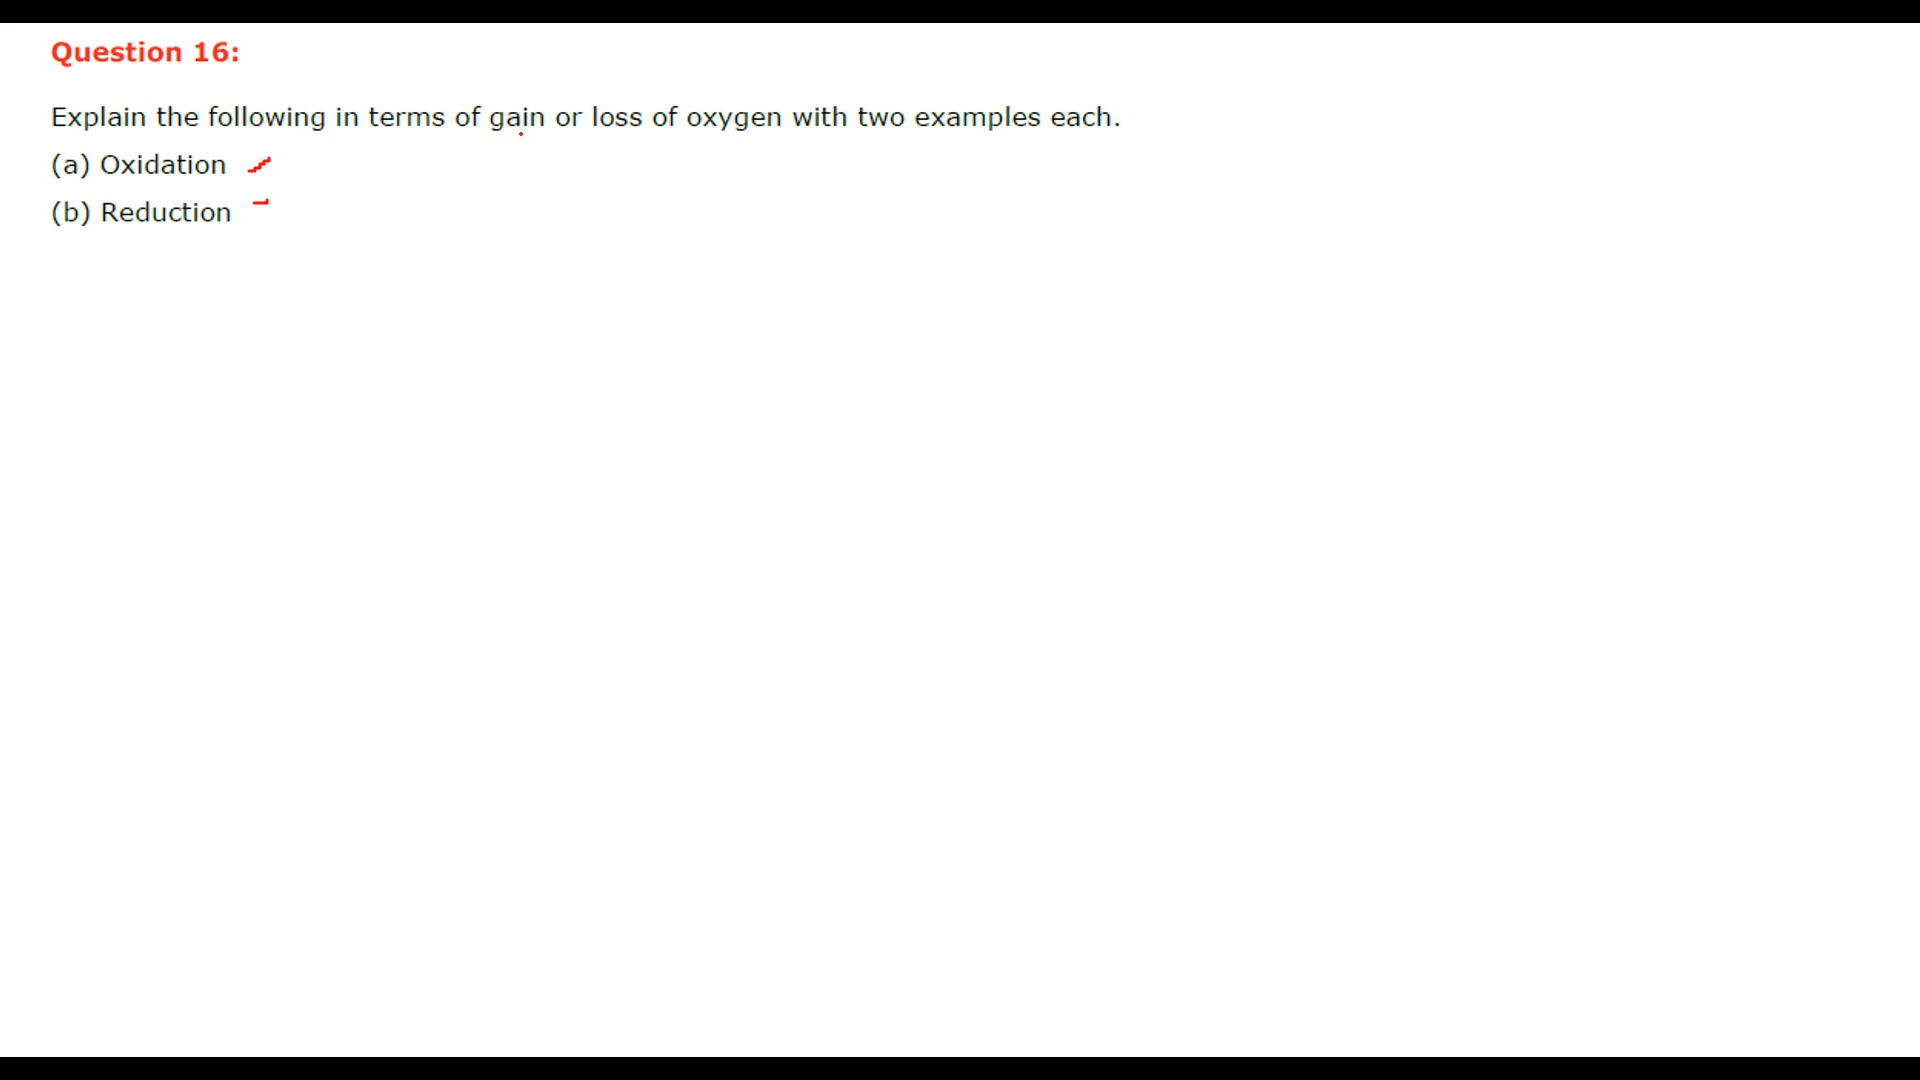 Question 16:
Explain the following in terms of gain or loss of oxygen with two examples each.
(a) Oxidation
(b) Reduction